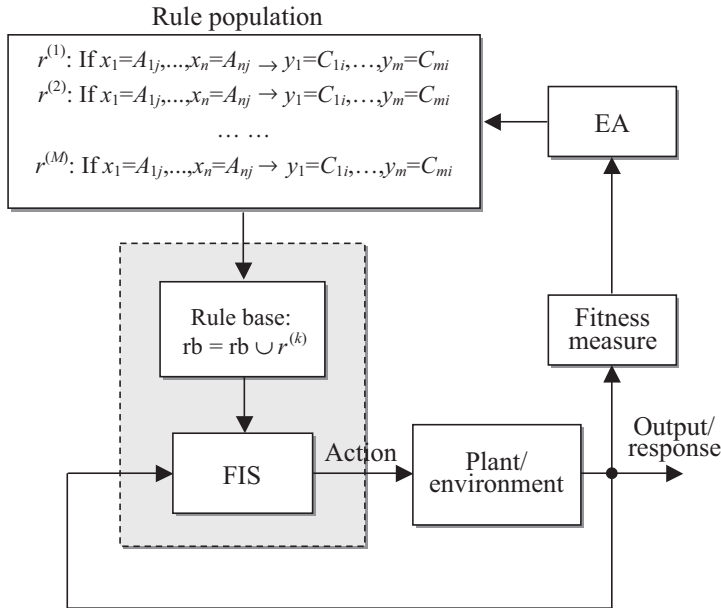 Rule population
r^(1): If x₁=A₁ⱼ,...,xₙ=Aₙⱼ → y₁=C₁ᵢ,…,yₘ=Cₘᵢ
r^(2): If x₁=A₁ⱼ,...,xₙ=Aₙⱼ → y₁=C₁ᵢ,…,yₘ=Cₘᵢ
… …
r^(M): If x₁=A₁ⱼ,...,xₙ=Aₙⱼ → y₁=C₁ᵢ,…,yₘ=Cₘᵢ
EA
Rule base:
rb = rb ∪ r^(k)
Fitness
measure
FIS
Action
Plant/
environment
Output/
response